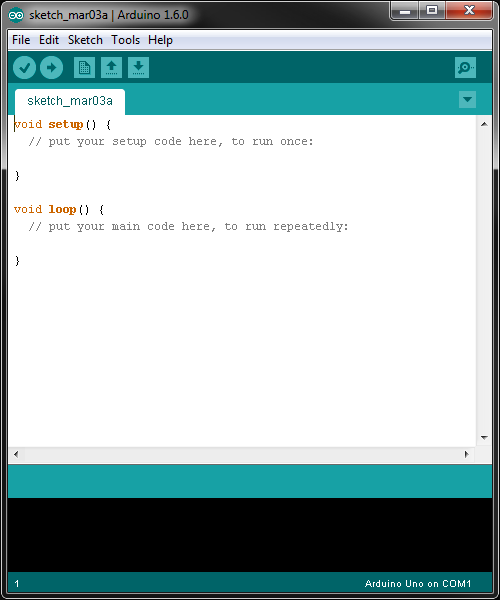 sketch_mar03a | Arduino 1.6.0
File Edit Sketch Tools Help
sketch_mar03a
void setup() {
  // put your setup code here, to run once:
}
void loop() {
  // put your main code here, to run repeatedly:
}
1
Arduino Uno on COM1